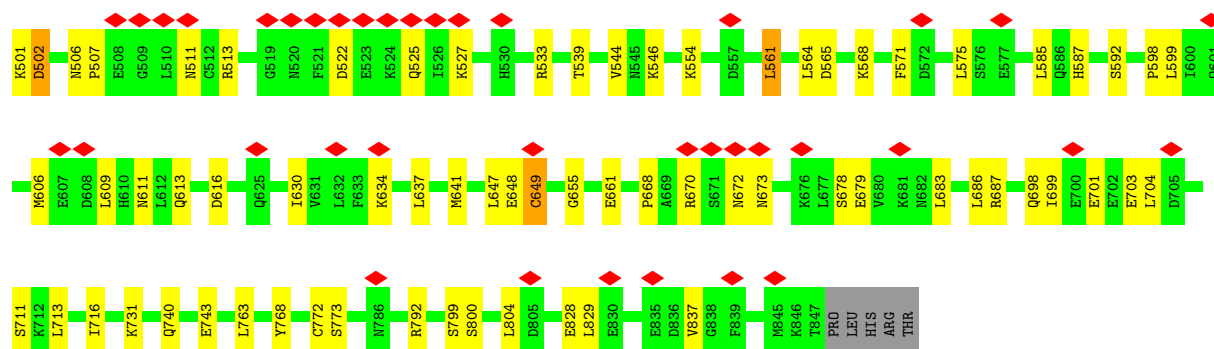 K501 D502 N506 P507 E508 G509 L510 N511 C512 R513 G519 N520 F521 D522 E523 K524 Q525 I526 K527 H530 R533 T539 V544 N545 K546 K554 D557 L561 L564 D565 K568 F571 D572 L575 S576 E577 L585 Q586 H587 S592 P598 L599 I600
M606 E607 D608 L609 H610 N611 L612 Q613 D616 Q625 I630 V631 L632 F633 K634 L637 M641 L647 E648 C649 G655 E661 P668 A669 R670 S671 N672 N673 K676 L677 S678 E679 V680 K681 N682 L683 L686 R687 Q698 I699 E700 E701 E702 E703 L704 D705
S711 K712 L713 I716 K731 Q740 E743 L763 Y768 C772 S773 N786 R792 S799 S800 L804 D805 E828 L829 E830 E835 D836 V837 G838 F839 M845 K846 T847 PRO LEU HIS ARG THR